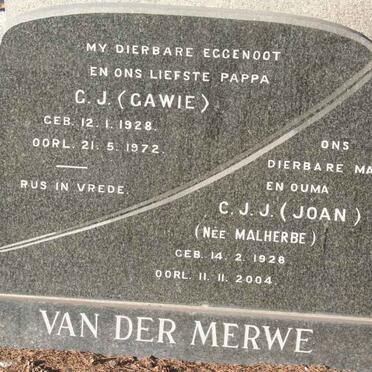 MY DIERBARE EGGENOOT
EN ONS LIEFSTE PAPPA
G. J. (GAWIE)
GEB. 12. 1. 1928.
OORL. 21. 5. 1972.
RUS IN VREDE.
ONS
DIERBARE MA
EN OUMA
C. J. J. (JOAN)
(NÉE MALHERBE)
GEB. 14. 2. 1928
OORL. 11. 11. 2004
VAN DER MERWE